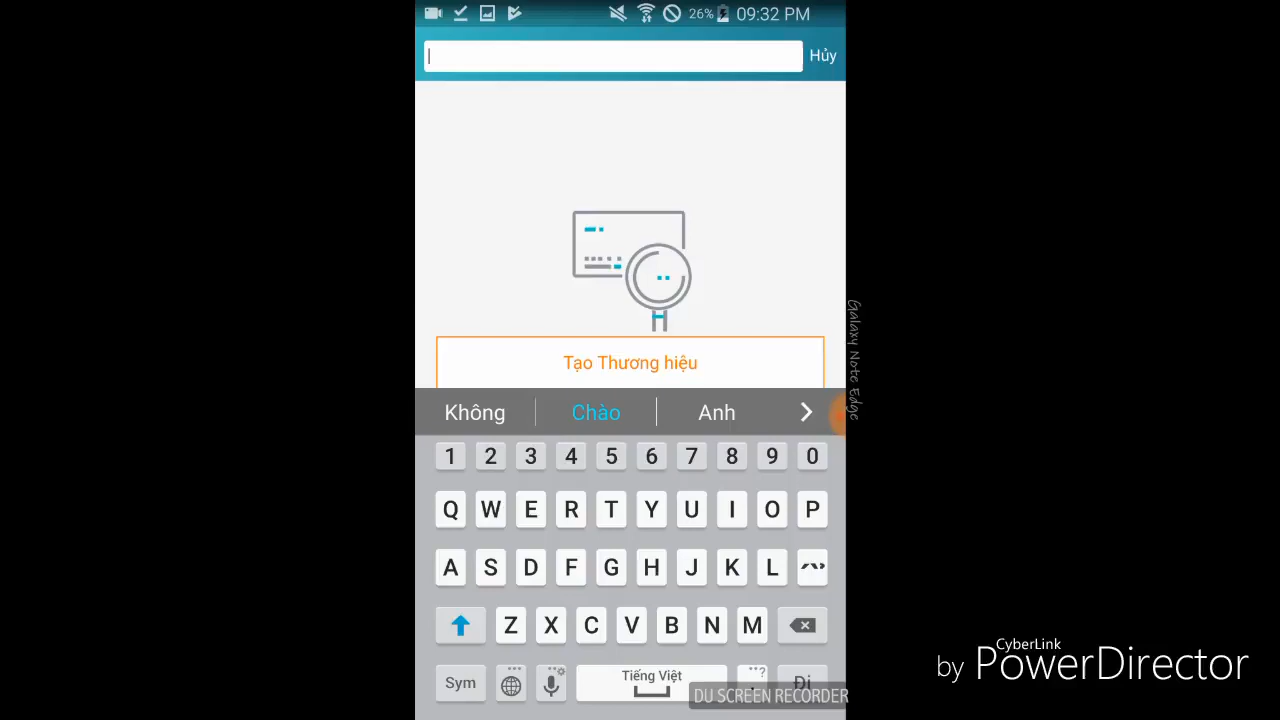 26% 09:32 PM
Hủy
Tạo Thương hiệu
Galaxy Note Edge
Không Chào Anh
1 2 3 4 5 6 7 8 9 0
Q W E R T Y U I O P
A S D F G H J K L
Z X C V B N M
Sym Tiếng Việt Đi
DU SCREEN RECORDER
CyberLink
by PowerDirector